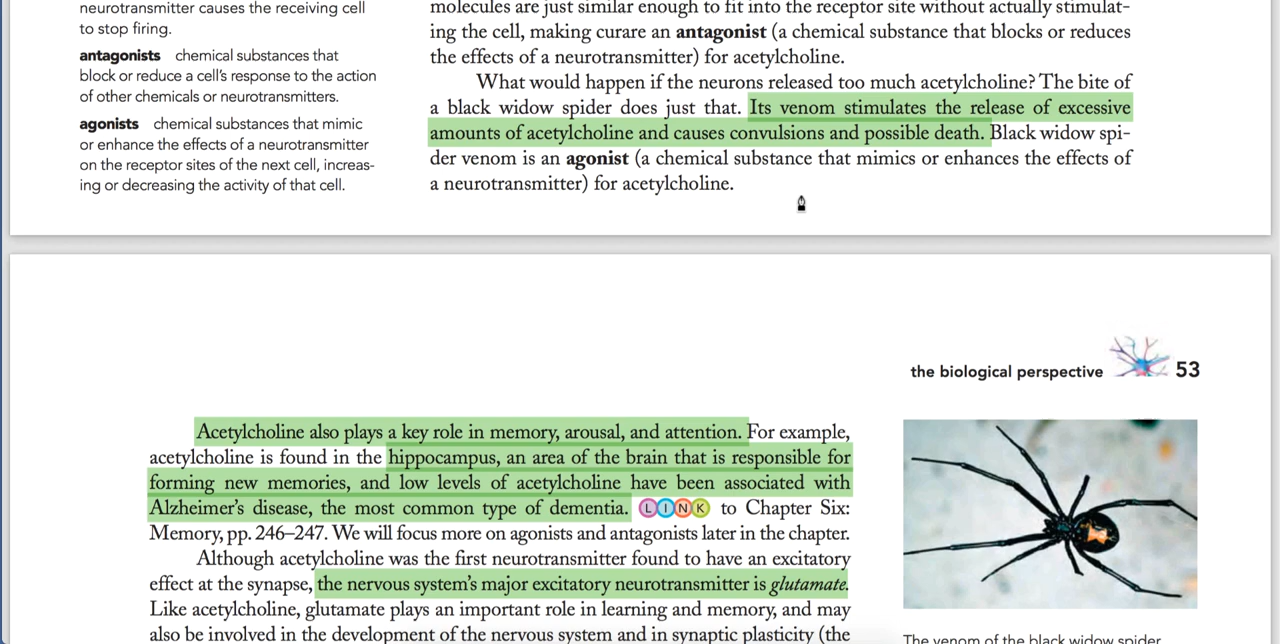 neurotransmitter causes the receiving cell
to stop firing.
antagonists chemical substances that
block or reduce a cell's response to the action
of other chemicals or neurotransmitters.
agonists chemical substances that mimic
or enhance the effects of a neurotransmitter
on the receptor sites of the next cell, increas-
ing or decreasing the activity of that cell.
molecules are just similar enough to fit into the receptor site without actually stimulat-
ing the cell, making curare an antagonist (a chemical substance that blocks or reduces
the effects of a neurotransmitter) for acetylcholine.
What would happen if the neurons released too much acetylcholine? The bite of
a black widow spider does just that. Its venom stimulates the release of excessive
amounts of acetylcholine and causes convulsions and possible death. Black widow spi-
der venom is an agonist (a chemical substance that mimics or enhances the effects of
a neurotransmitter) for acetylcholine.
the biological perspective 53
Acetylcholine also plays a key role in memory, arousal, and attention. For example,
acetylcholine is found in the hippocampus, an area of the brain that is responsible for
forming new memories, and low levels of acetylcholine have been associated with
Alzheimer's disease, the most common type of dementia. LINK to Chapter Six:
Memory, pp. 246–247. We will focus more on agonists and antagonists later in the chapter.
Although acetylcholine was the first neurotransmitter found to have an excitatory
effect at the synapse, the nervous system's major excitatory neurotransmitter is glutamate.
Like acetylcholine, glutamate plays an important role in learning and memory, and may
also be involved in the development of the nervous system and in synaptic plasticity (the
The venom of the black widow spider